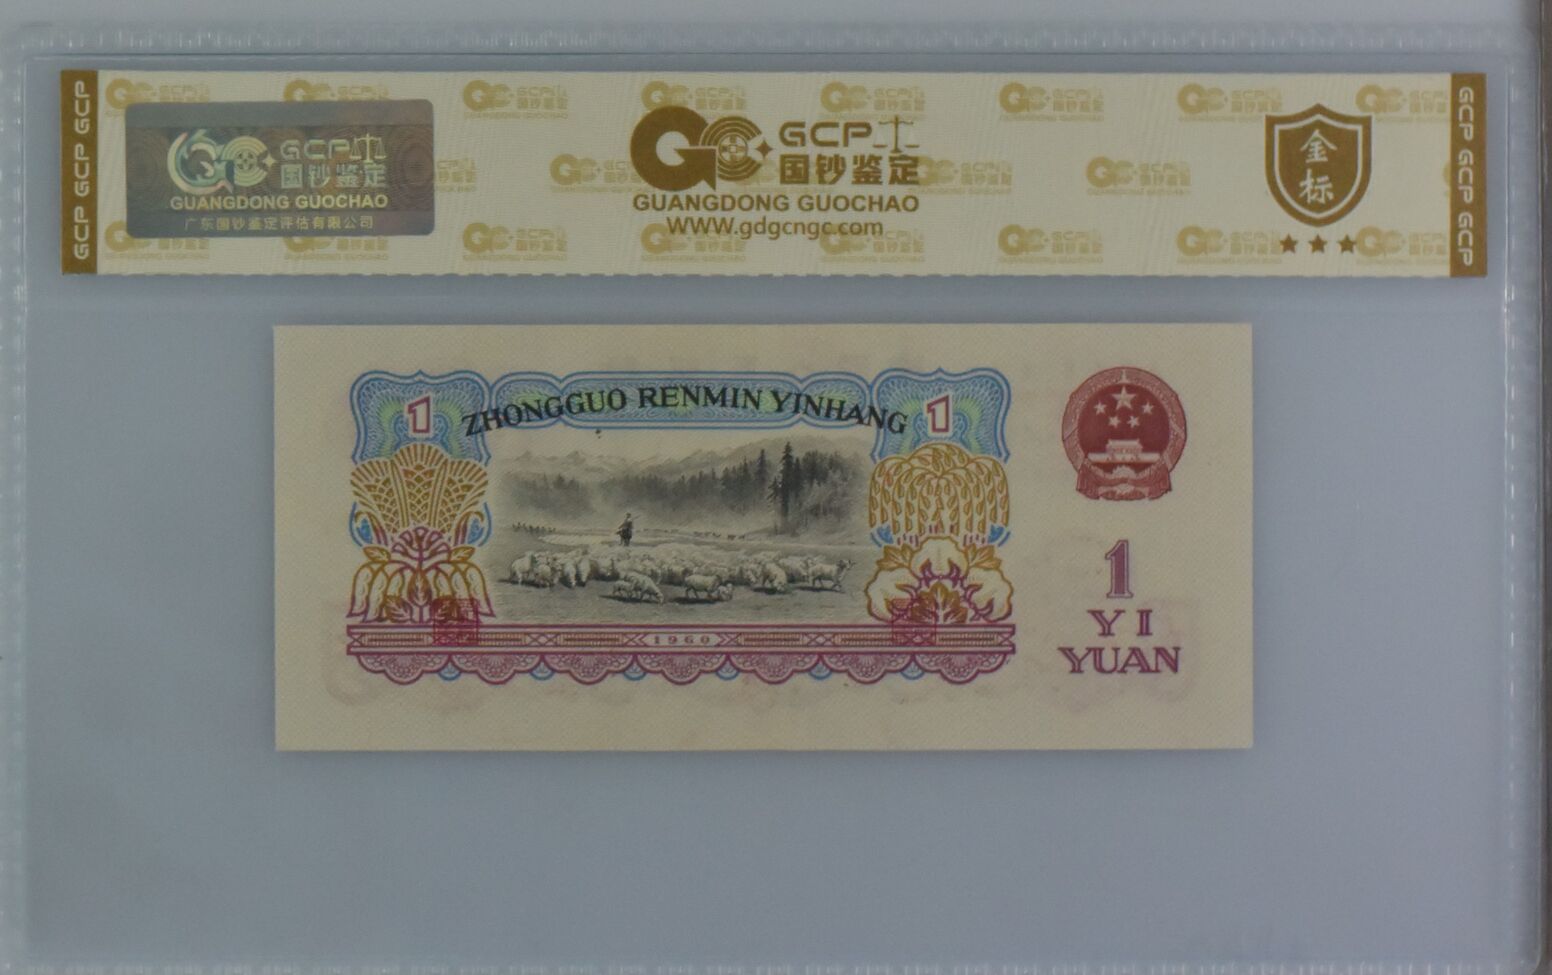 GCP GCP GCP
GCP
国钞鉴定
GUANGDONG GUOCHAO
广东国钞鉴定评估有限公司
GCP
国钞鉴定
GUANGDONG GUOCHAO
www.gdgcngc.com
金
标
GCP GCP GCP
ZHONGGUO RENMIN YINHANG
1
1
1960
1
YI
YUAN